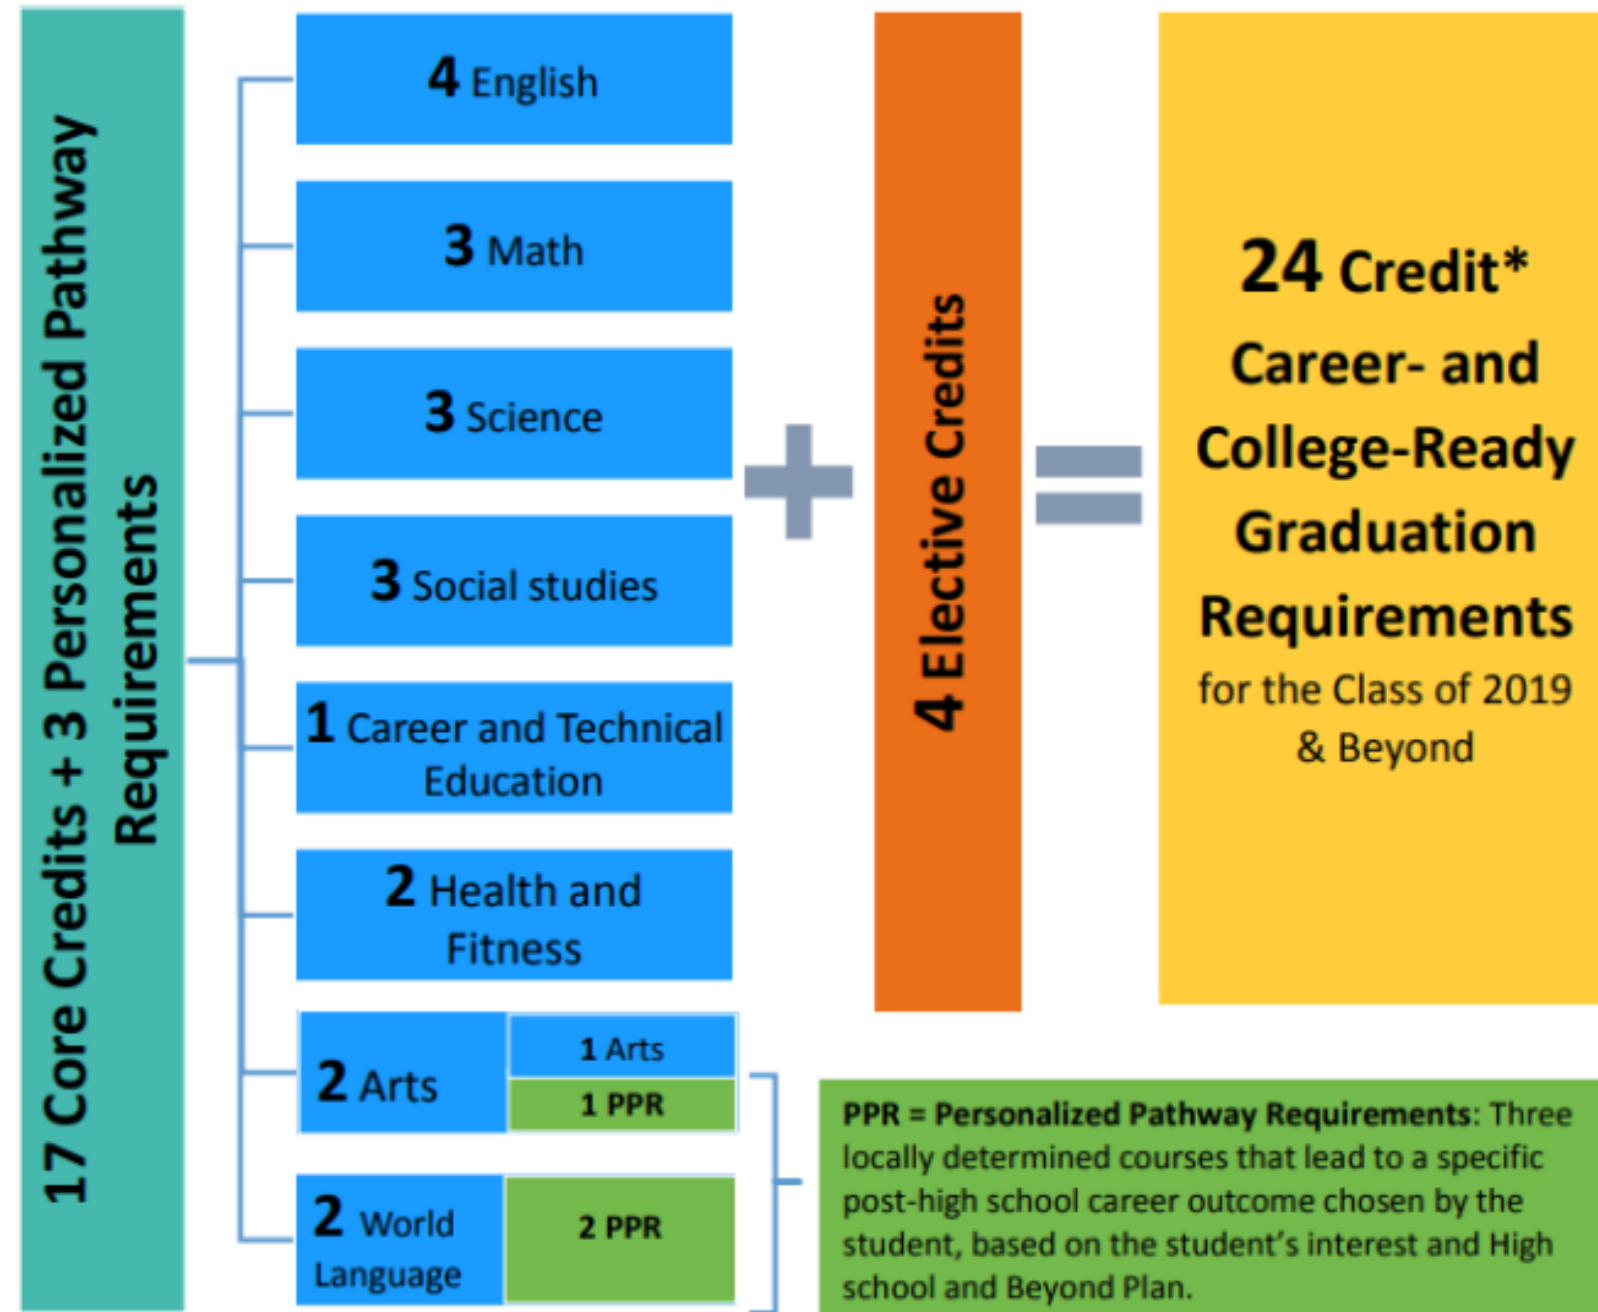 17 Core Credits + 3 Personalized Pathway
Requirements
4 English
3 Math
3 Science
3 Social studies
1 Career and Technical
Education
2 Health and
Fitness
2 Arts
1 Arts
1 PPR
2 World
Language
2 PPR
+
4 Elective Credits
=
24 Credit*
Career- and
College-Ready
Graduation
Requirements
for the Class of 2019
& Beyond
PPR = Personalized Pathway Requirements: Three
locally determined courses that lead to a specific
post-high school career outcome chosen by the
student, based on the student’s interest and High
school and Beyond Plan.